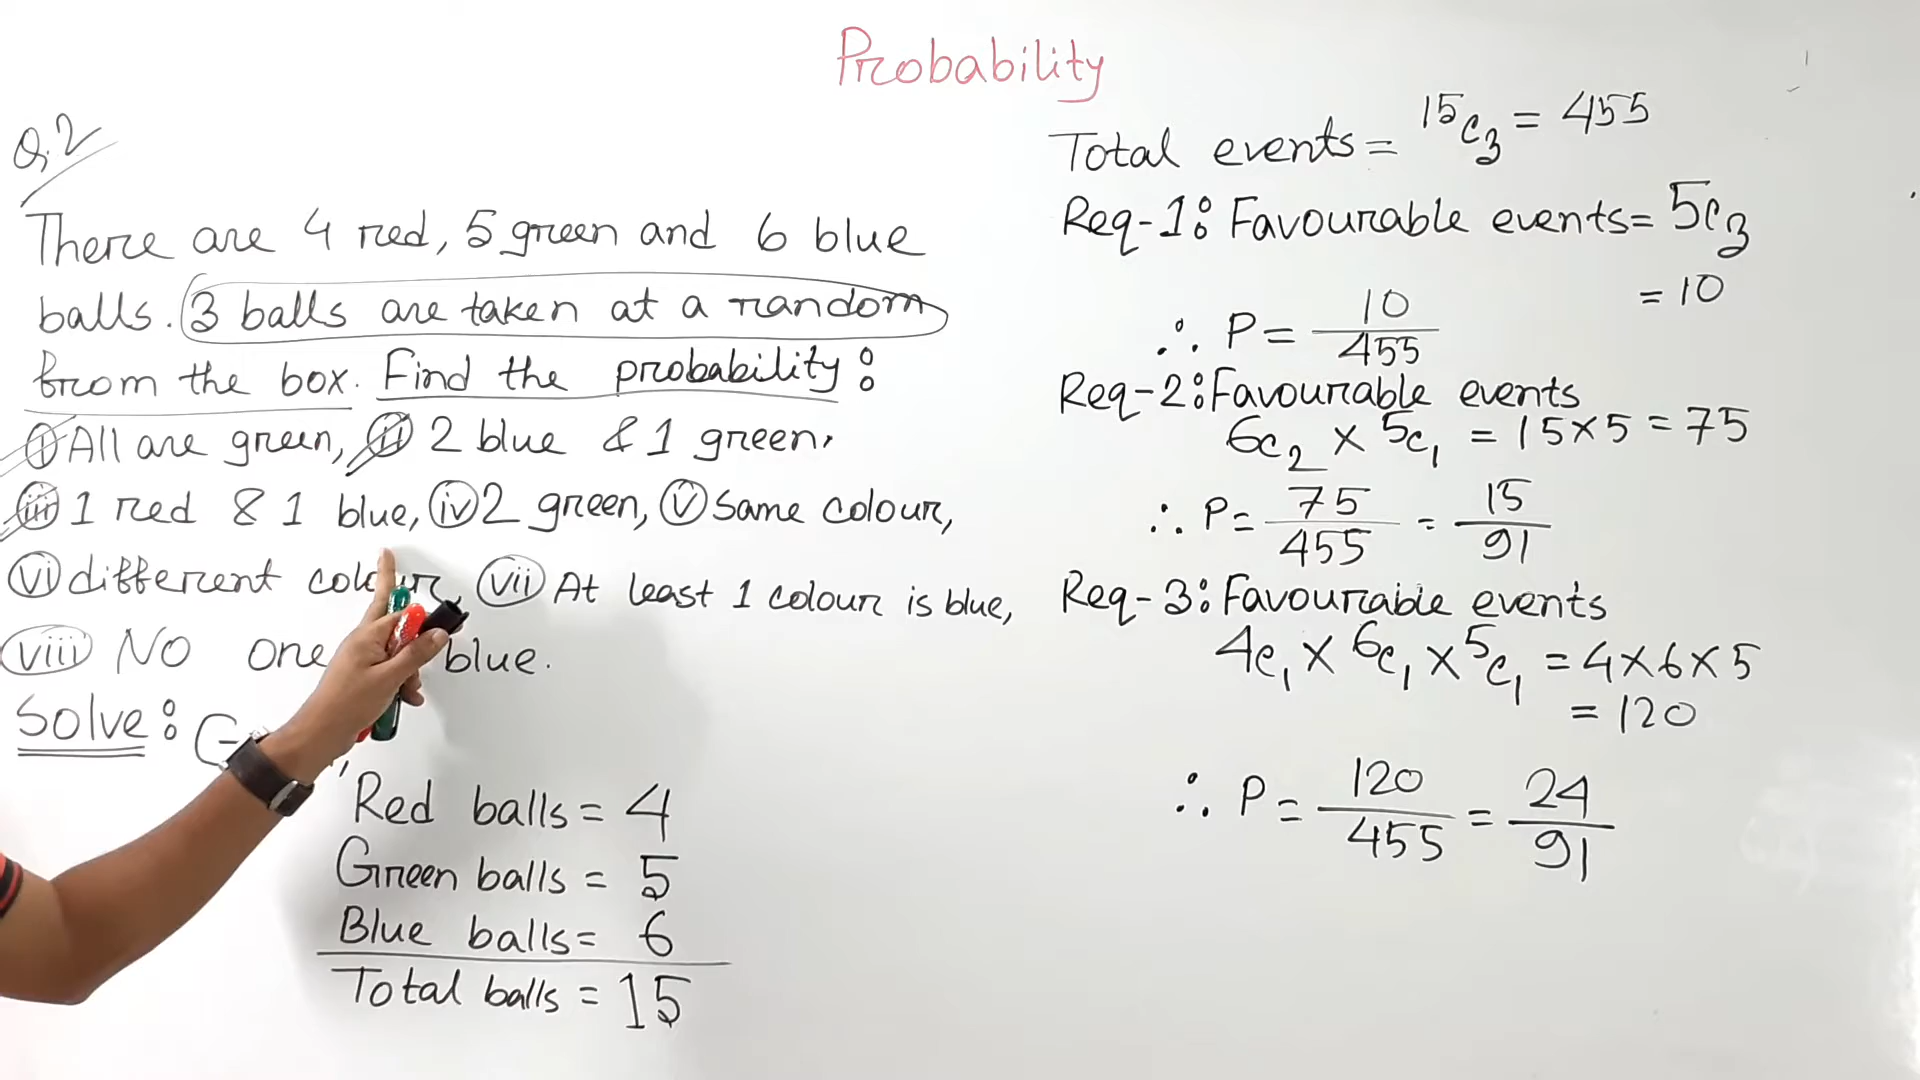 Probability
Q.2
There are 4 red, 5 green and 6 blue
balls. 3 balls are taken at a random
from the box. Find the probability:
(i) All are green, (ii) 2 blue & 1 green.
(iii) 1 red & 1 blue, (iv) 2 green, (v) same colour,
(vi) different colour, (vii) At least 1 colour is blue,
(viii) No one blue.
Solve:
Red balls = 4
Green balls = 5
Blue balls = 6
Total balls = 15
Total events = ¹⁵C₃ = 455
Req-1: Favourable events = 5C₃
= 10
∴ P = 10/455
Req-2: Favourable events
6C₂ × ⁵C₁ = 15×5 = 75
∴ P = 75/455 = 15/91
Req-3: Favourable events
4C₁ × ⁶C₁ × ⁵C₁ = 4×6×5
= 120
∴ P = 120/455 = 24/91